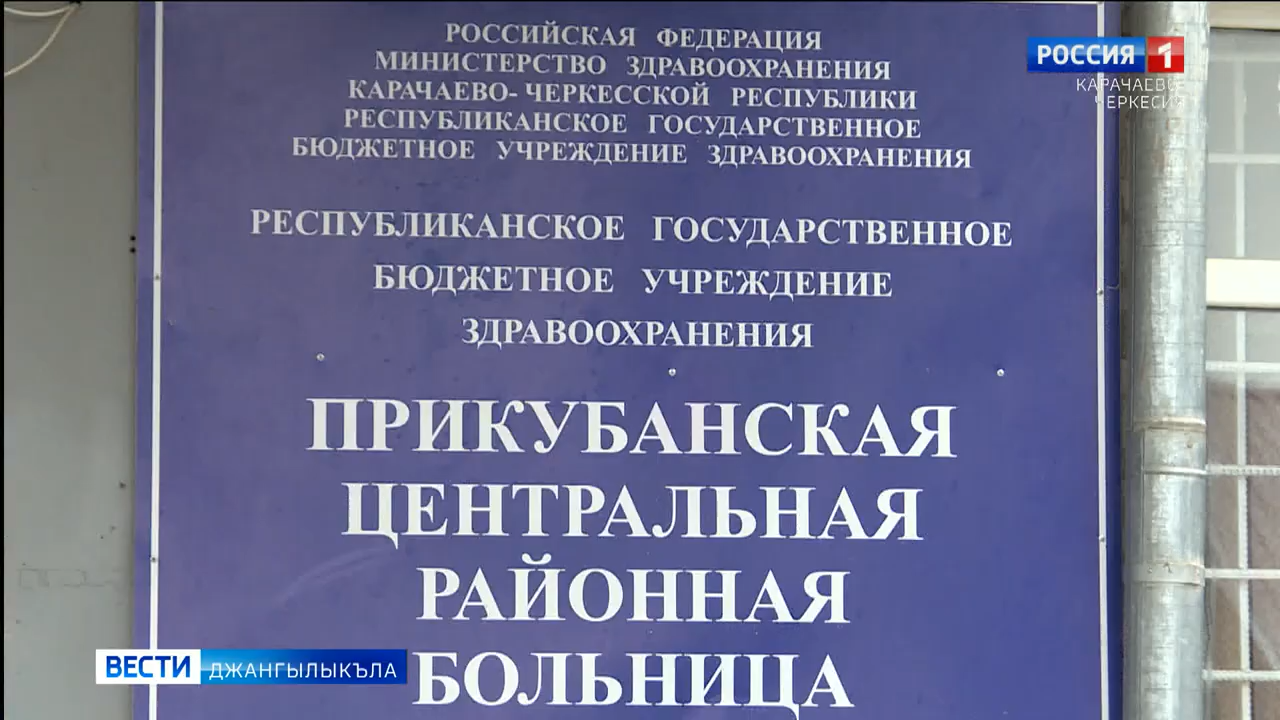 РОССИЙСКАЯ ФЕДЕРАЦИЯ
МИНИСТЕРСТВО ЗДРАВООХРАНЕНИЯ
КАРАЧАЕВО-ЧЕРКЕССКОЙ РЕСПУБЛИКИ
РЕСПУБЛИКАНСКОЕ ГОСУДАРСТВЕННОЕ
БЮДЖЕТНОЕ УЧРЕЖДЕНИЕ ЗДРАВООХРАНЕНИЯ
РЕСПУБЛИКАНСКОЕ ГОСУДАРСТВЕННОЕ
БЮДЖЕТНОЕ УЧРЕЖДЕНИЕ
ЗДРАВООХРАНЕНИЯ
ПРИКУБАНСКАЯ
ЦЕНТРАЛЬНАЯ
РАЙОННАЯ
БОЛЬНИЦА
РОССИЯ 1
КАРАЧАЕВО-
ЧЕРКЕСИЯ
ВЕСТИ ДЖАНГЫЛЫКЪЛА